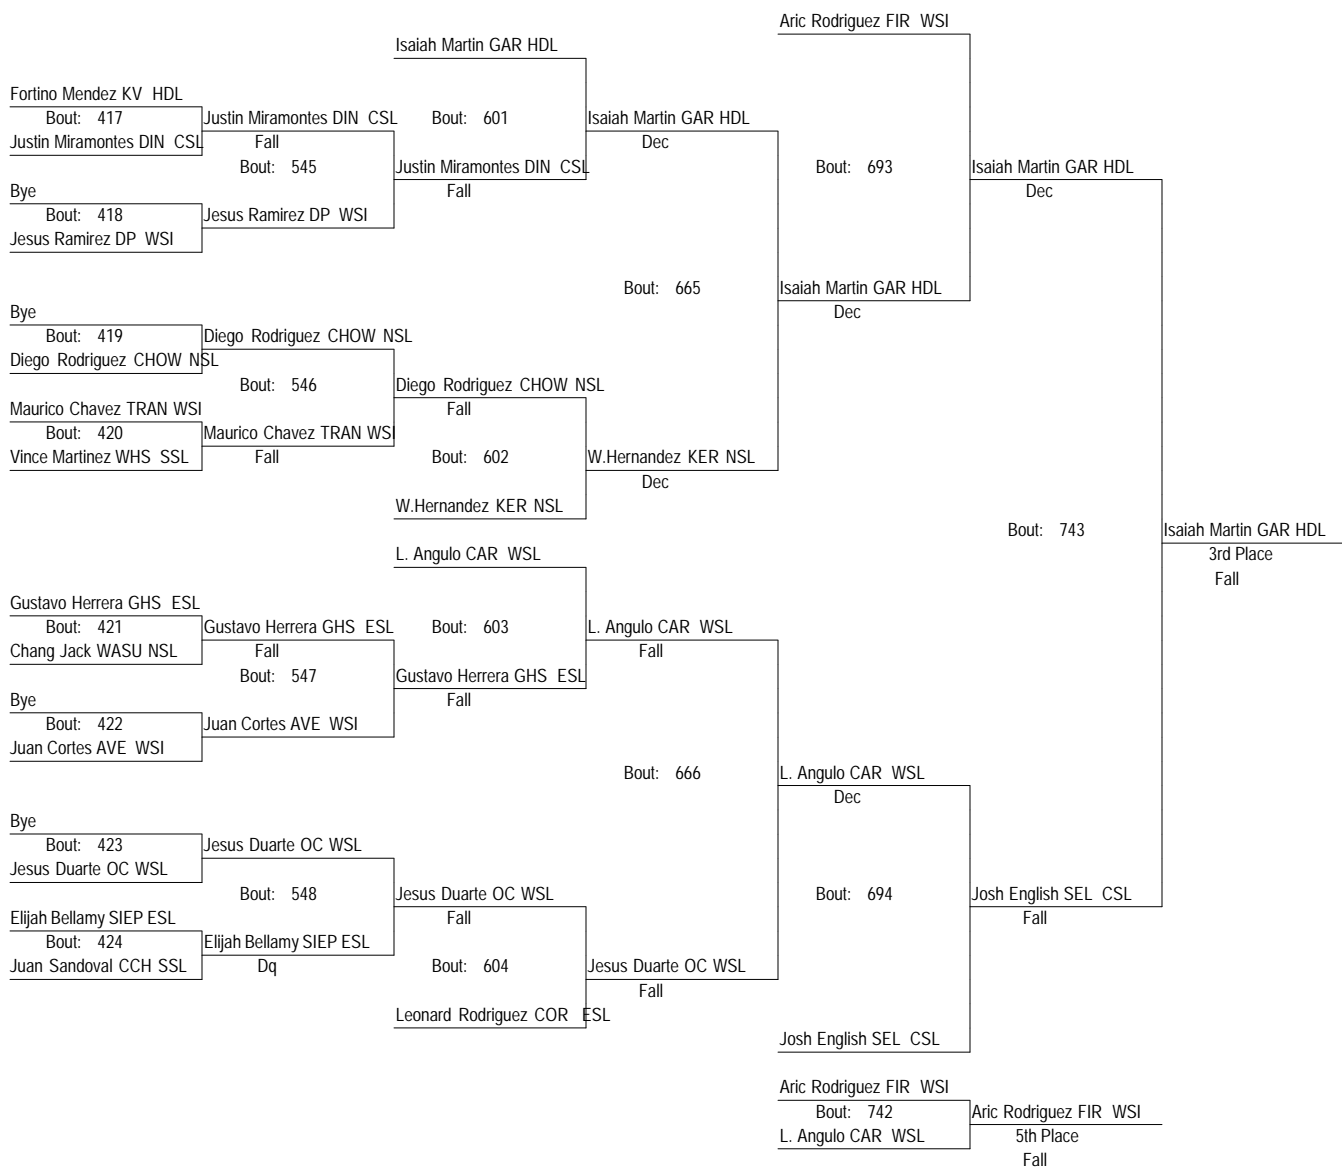 Aric Rodriguez FIR WSI
Isaiah Martin GAR HDL
Fortino Mendez KV HDL
Bout: 417
Justin Miramontes DIN CSL
Justin Miramontes DIN CSL
Fall
Bout: 601
Isaiah Martin GAR HDL
Dec
Bout: 545
Justin Miramontes DIN CSL
Fall
Bout: 693
Isaiah Martin GAR HDL
Dec
Bye
Bout: 418
Jesus Ramirez DP WSI
Jesus Ramirez DP WSI
Bout: 665
Isaiah Martin GAR HDL
Dec
Bye
Bout: 419
Diego Rodriguez CHOW NSL
Diego Rodriguez CHOW NSL
Bout: 546
Diego Rodriguez CHOW NSL
Fall
Maurico Chavez TRAN WSI
Bout: 420
Vince Martinez WHS SSL
Maurico Chavez TRAN WSI
Fall
Bout: 602
W.Hernandez KER NSL
Dec
W.Hernandez KER NSL
Bout: 743
Isaiah Martin GAR HDL
3rd Place
Fall
L. Angulo CAR WSL
Gustavo Herrera GHS ESL
Bout: 421
Chang Jack WASU NSL
Gustavo Herrera GHS ESL
Fall
Bout: 603
L. Angulo CAR WSL
Fall
Bout: 547
Gustavo Herrera GHS ESL
Fall
Bye
Bout: 422
Juan Cortes AVE WSI
Juan Cortes AVE WSI
Bout: 666
L. Angulo CAR WSL
Dec
Bye
Bout: 423
Jesus Duarte OC WSL
Jesus Duarte OC WSL
Bout: 548
Jesus Duarte OC WSL
Fall
Bout: 694
Josh English SEL CSL
Fall
Elijah Bellamy SIEP ESL
Bout: 424
Juan Sandoval CCH SSL
Elijah Bellamy SIEP ESL
Dq
Bout: 604
Jesus Duarte OC WSL
Fall
Leonard Rodriguez COR ESL
Josh English SEL CSL
Aric Rodriguez FIR WSI
Bout: 742
L. Angulo CAR WSL
Aric Rodriguez FIR WSI
5th Place
Fall